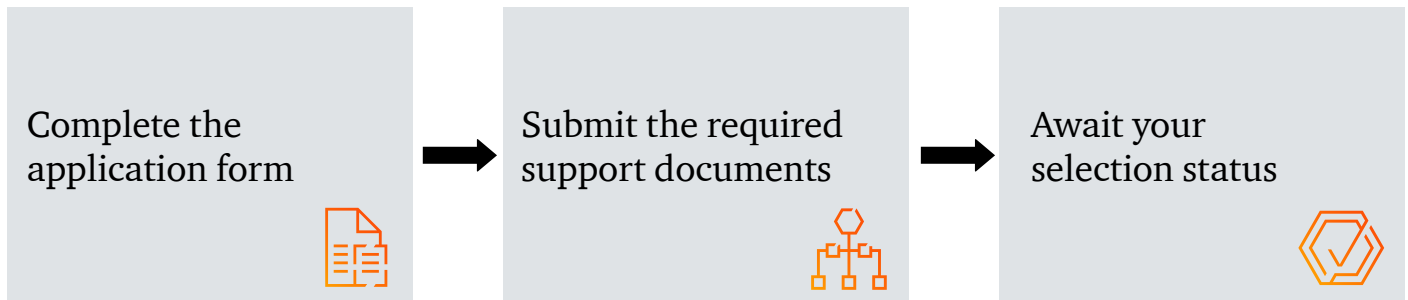 Complete the
application form
Submit the required
support documents
Await your
selection status